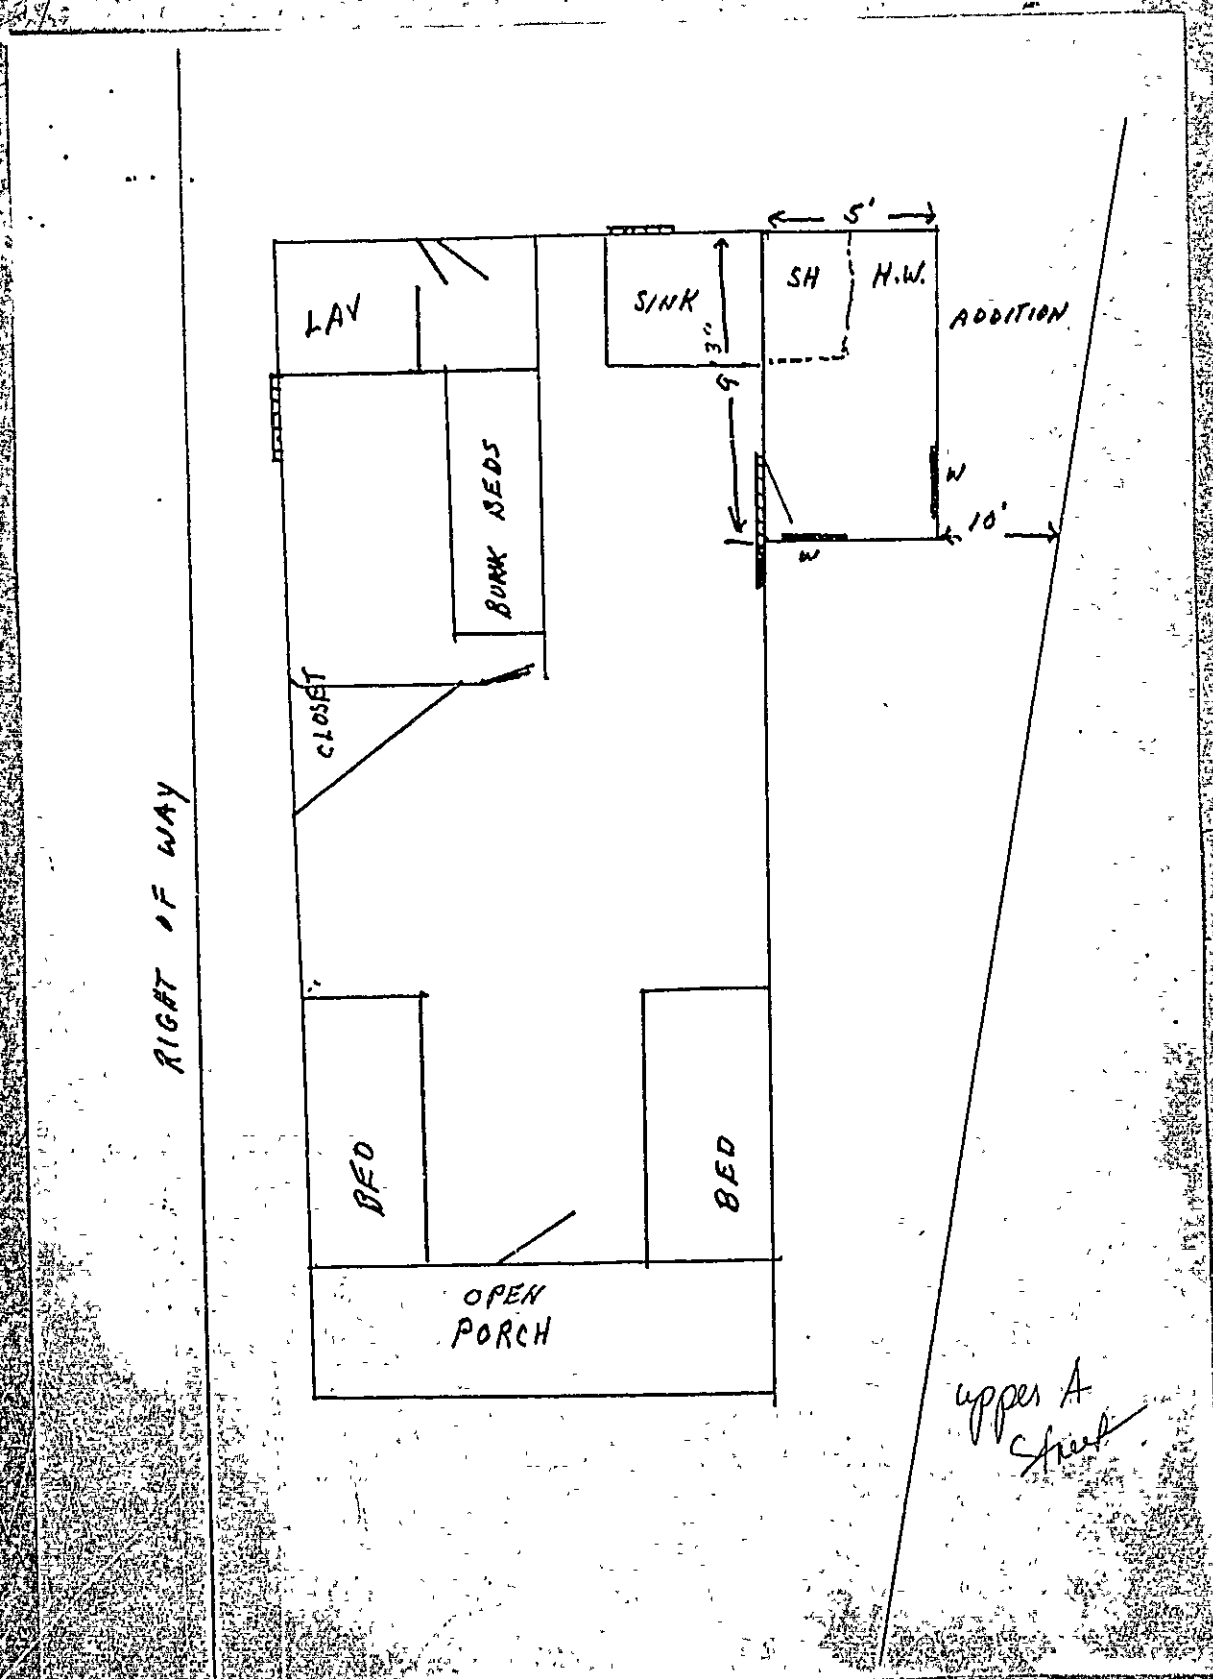 5'
LAV
SINK
SH
H.W.
ADDITION
9'3"
BUNK BEDS
W
W
10'
CLOSET
RIGHT OF WAY
BED
BED
OPEN
PORCH
upper A
Street